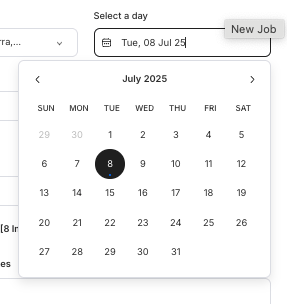 Select a day
New Job
rra,...
Tue, 08 Jul 25
July 2025
SUN MON TUE WED THU FRI SAT
29 30 1 2 3 4 5
6 7 8 9 10 11 12
13 14 15 16 17 18 19
20 21 22 23 24 25 26
27 28 29 30 31
[8 In
es